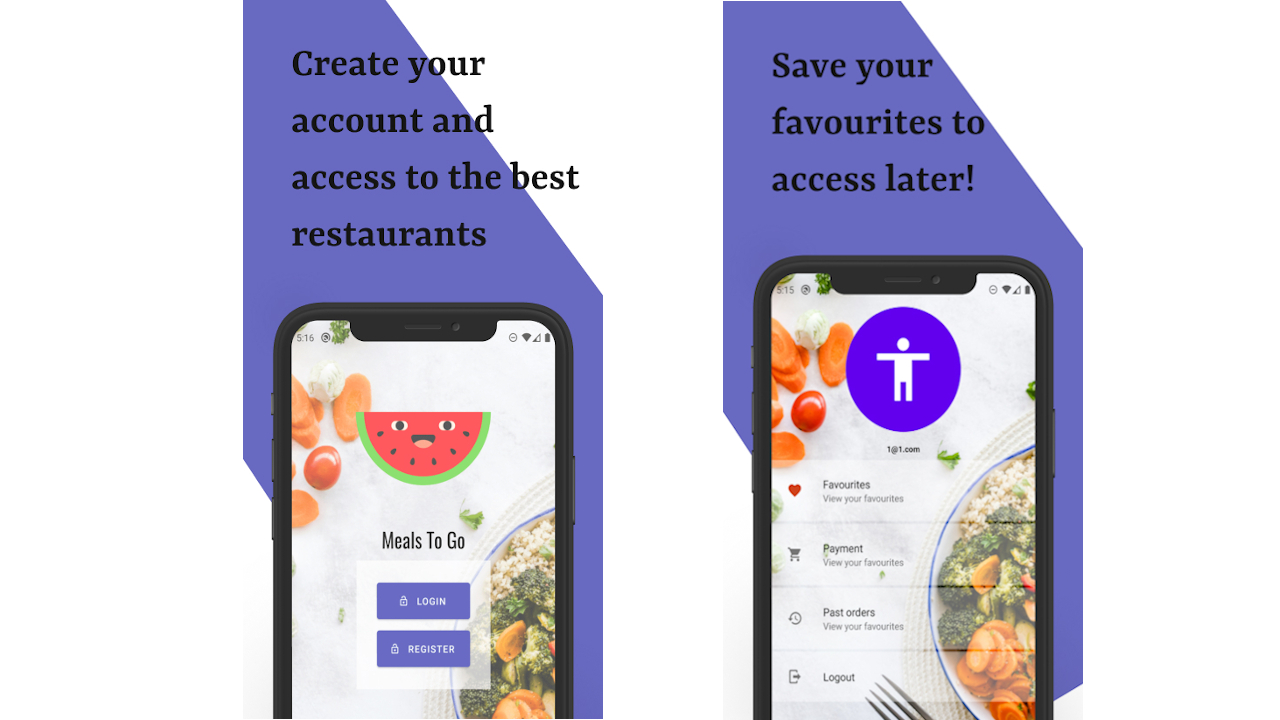 Create your
account and
access to the best
restaurants
5:16
Meals To Go
LOGIN
REGISTER
Save your
favourites to
access later!
5:15
1@1.com
Favourites
View your favourites
Payment
View your favourites
Past orders
View your favourites
Logout